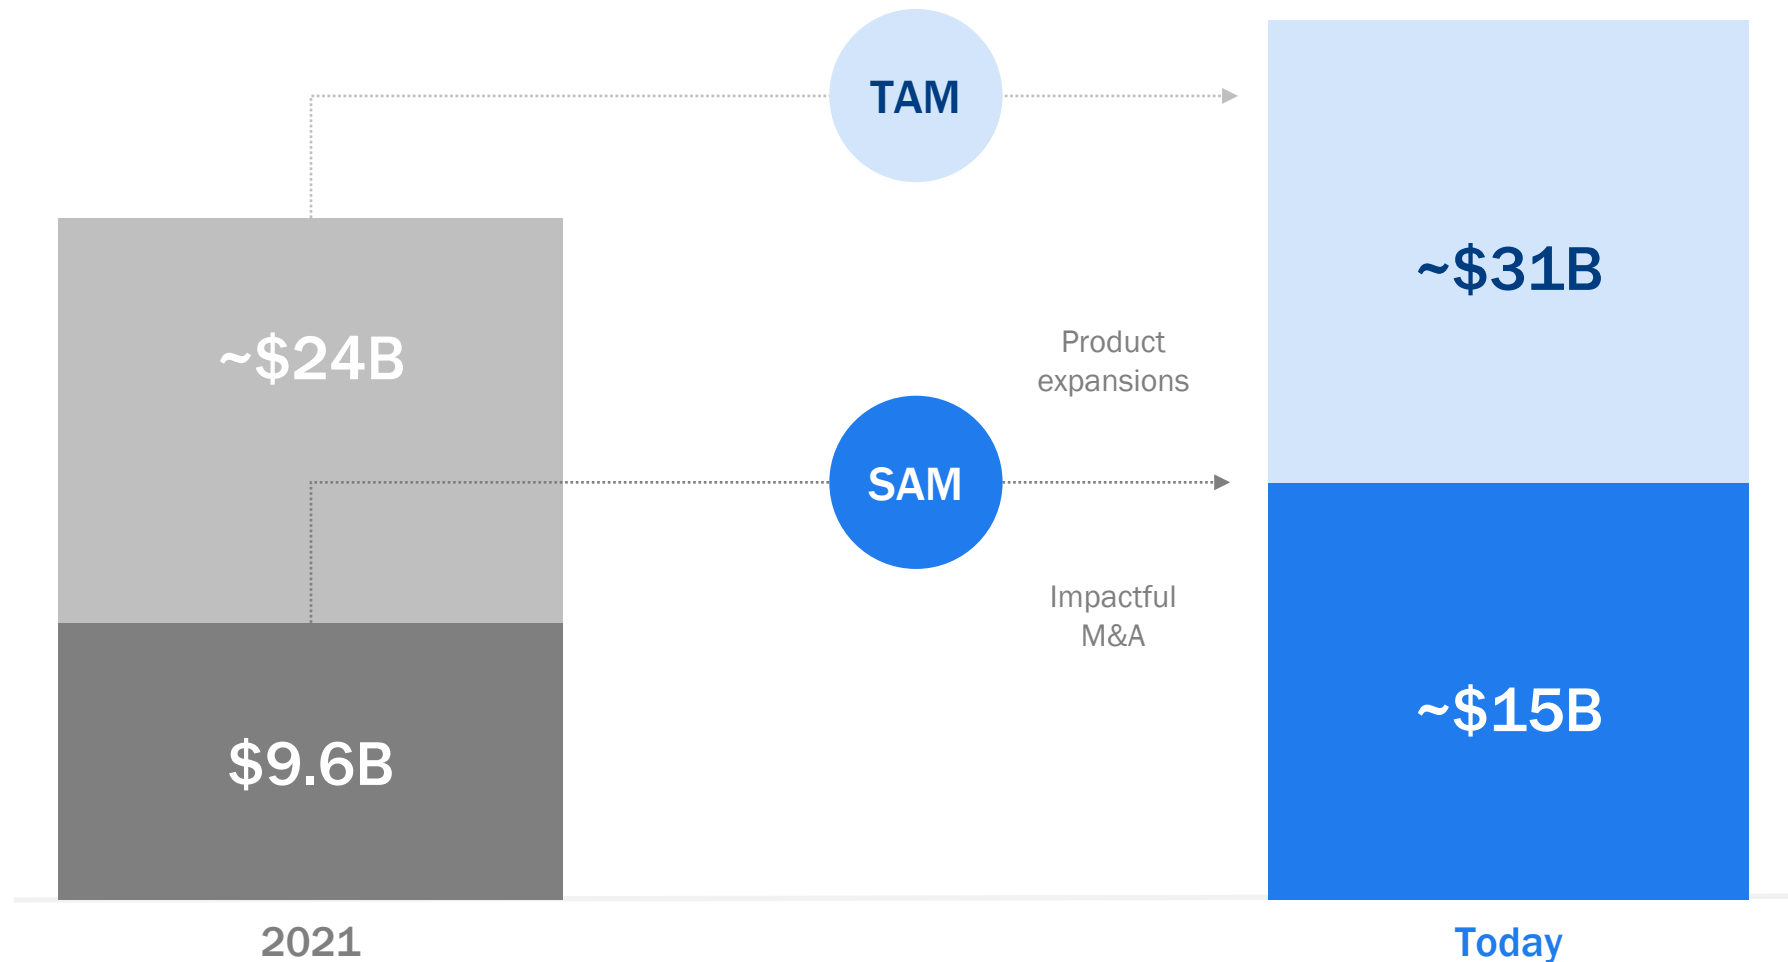 TAM
~$31B
~$24B
Product
expansions
SAM
Impactful
M&A
~$15B
$9.6B
2021
Today